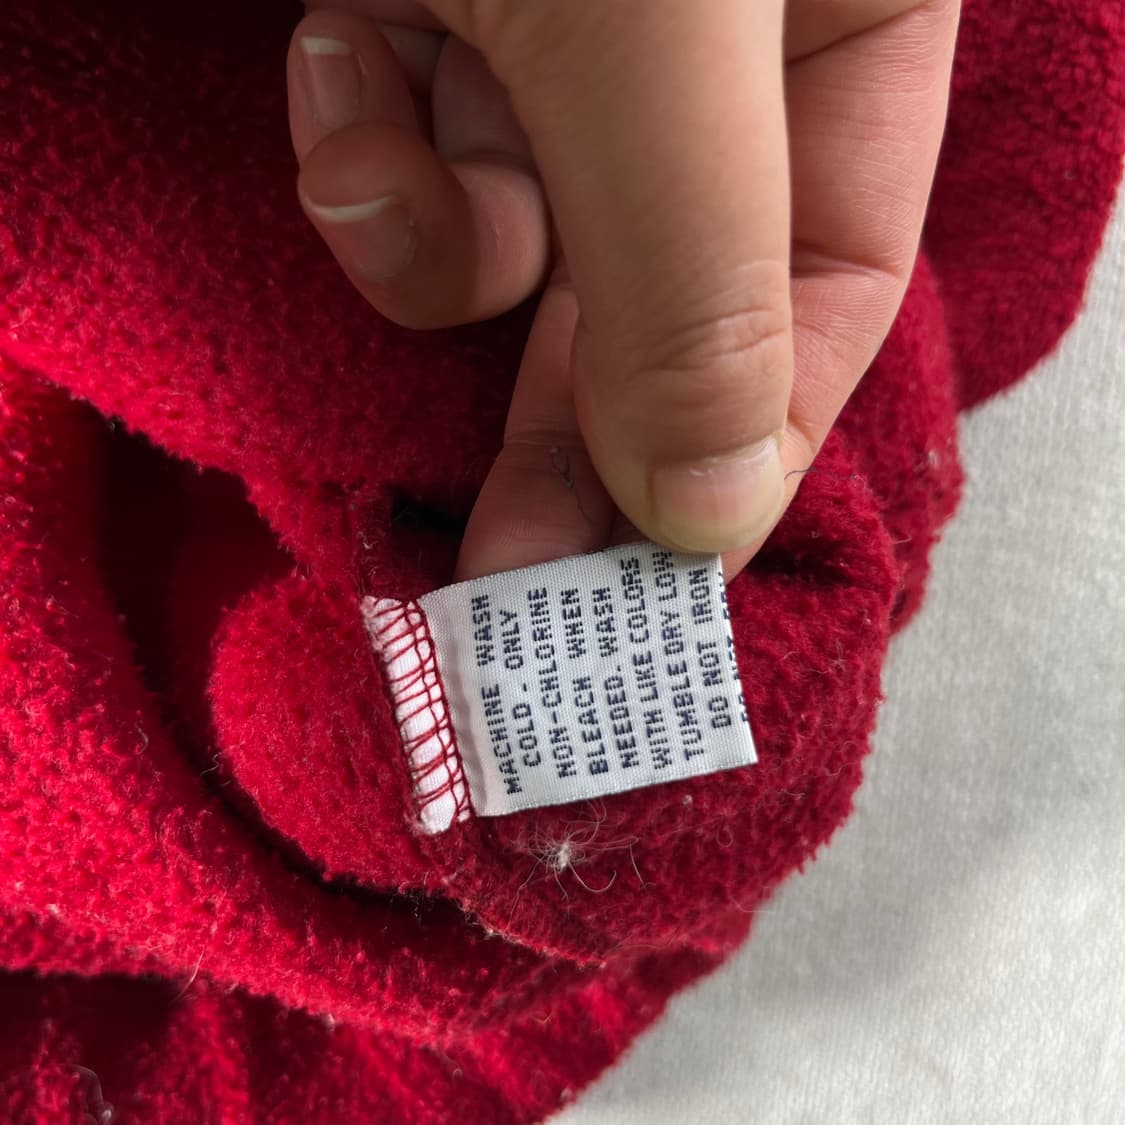 MACHINE WASH
COLD. ONLY
NON-CHLORINE
BLEACH WHEN
NEEDED. WASH
WITH LIKE COLORS
TUMBLE DRY LOW
DO NOT IRON